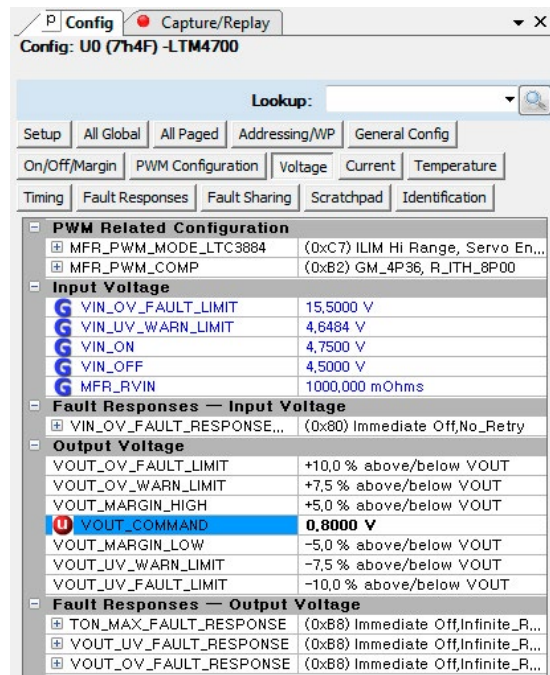 P Config Capture/Replay
Config: U0 (7'h4F) -LTM4700
Lookup:
Setup All Global All Paged Addressing/WP General Config
On/Off/Margin PWM Configuration Voltage Current Temperature
Timing Fault Responses Fault Sharing Scratchpad Identification
PWM Related Configuration
MFR_PWM_MODE_LTC3884 (0xC7) ILIM Hi Range, Servo En...
MFR_PWM_COMP (0xB2) GM_4P36, R_ITH_8P00
Input Voltage
G VIN_OV_FAULT_LIMIT 15,5000 V
G VIN_UV_WARN_LIMIT 4,6484 V
G VIN_ON 4,7500 V
G VIN_OFF 4,5000 V
G MFR_RVIN 1000,000 mOhms
Fault Responses — Input Voltage
VIN_OV_FAULT_RESPONSE... (0x80) Immediate Off,No_Retry
Output Voltage
VOUT_OV_FAULT_LIMIT +10,0 % above/below VOUT
VOUT_OV_WARN_LIMIT +7,5 % above/below VOUT
VOUT_MARGIN_HIGH +5,0 % above/below VOUT
U VOUT_COMMAND 0,8000 V
VOUT_MARGIN_LOW -5,0 % above/below VOUT
VOUT_UV_WARN_LIMIT -7,5 % above/below VOUT
VOUT_UV_FAULT_LIMIT -10,0 % above/below VOUT
Fault Responses — Output Voltage
TON_MAX_FAULT_RESPONSE (0xB8) Immediate Off,Infinite_R...
VOUT_UV_FAULT_RESPONSE (0xB8) Immediate Off,Infinite_R...
VOUT_OV_FAULT_RESPONSE (0xB8) Immediate Off,Infinite_R...